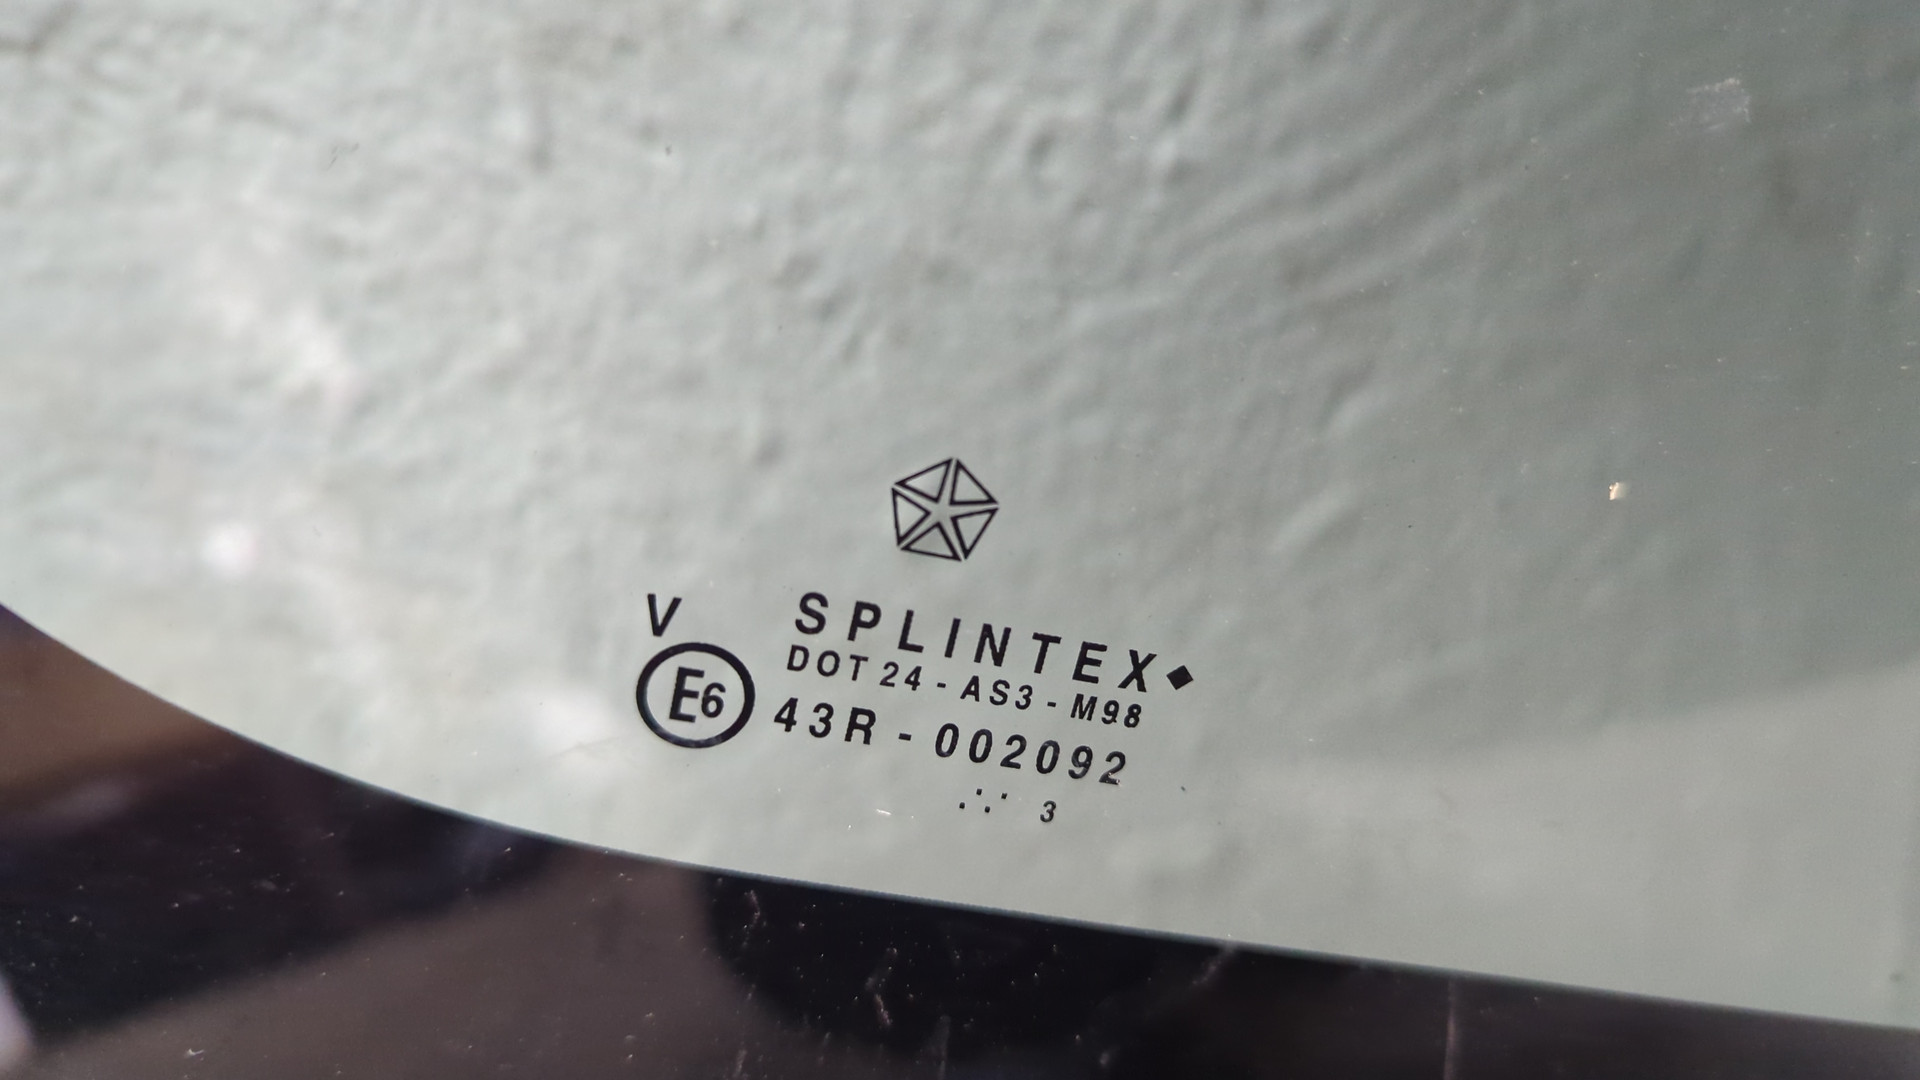 V
SPLINTEX
DOT 24 - AS3 - M98
E6
43R - 002092
3